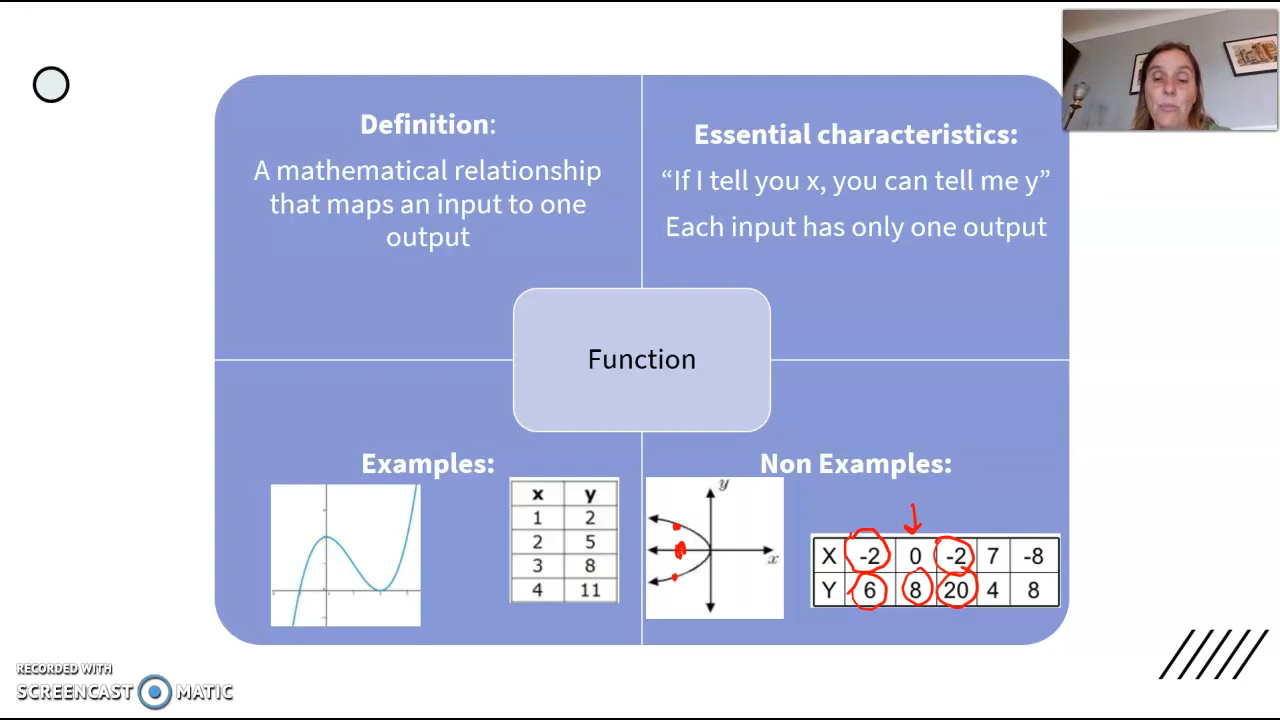 Definition:
A mathematical relationship
that maps an input to one
output
Essential characteristics:
“If I tell you x, you can tell me y”
Each input has only one output
Function
Examples:
x y
1 2
2 5
3 8
4 11
Non Examples:
y
x
X -2 0 -2 7 -8
Y 6 8 20 4 8
RECORDED WITH
SCREENCAST MATIC